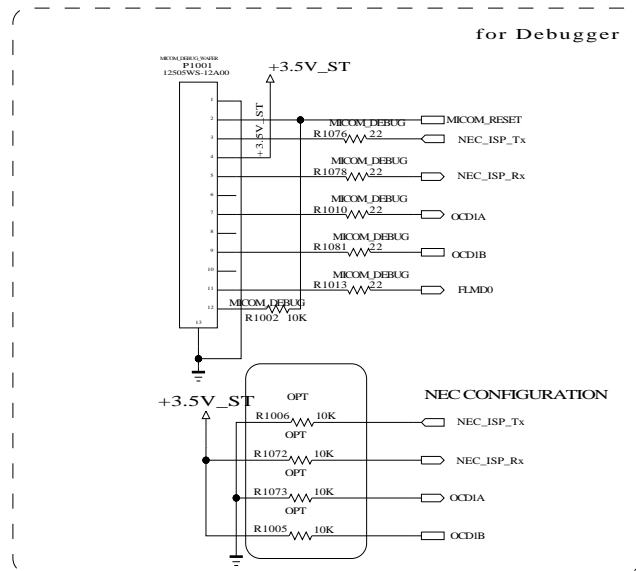 for Debugger
MICOM_DEBUG_WAFER
P1001
12505WS-12A00
+3.5V_ST
+3.5V_ST
1
2
MICOM_RESET
MICOM_DEBUG
3
R1076
22
NEC_ISP_Tx
4
MICOM_DEBUG
5
R1078
22
NEC_ISP_Rx
6
MICOM_DEBUG
7
R1010
22
OCD1A
8
MICOM_DEBUG
9
R1081
22
OCD1B
10
MICOM_DEBUG
11
R1013
22
FLMD0
MICOM_DEBUG
12
R1002
10K
13
NEC CONFIGURATION
+3.5V_ST
OPT
R1006
10K
NEC_ISP_Tx
OPT
R1072
10K
NEC_ISP_Rx
OPT
R1073
10K
OCD1A
OPT
R1005
10K
OCD1B